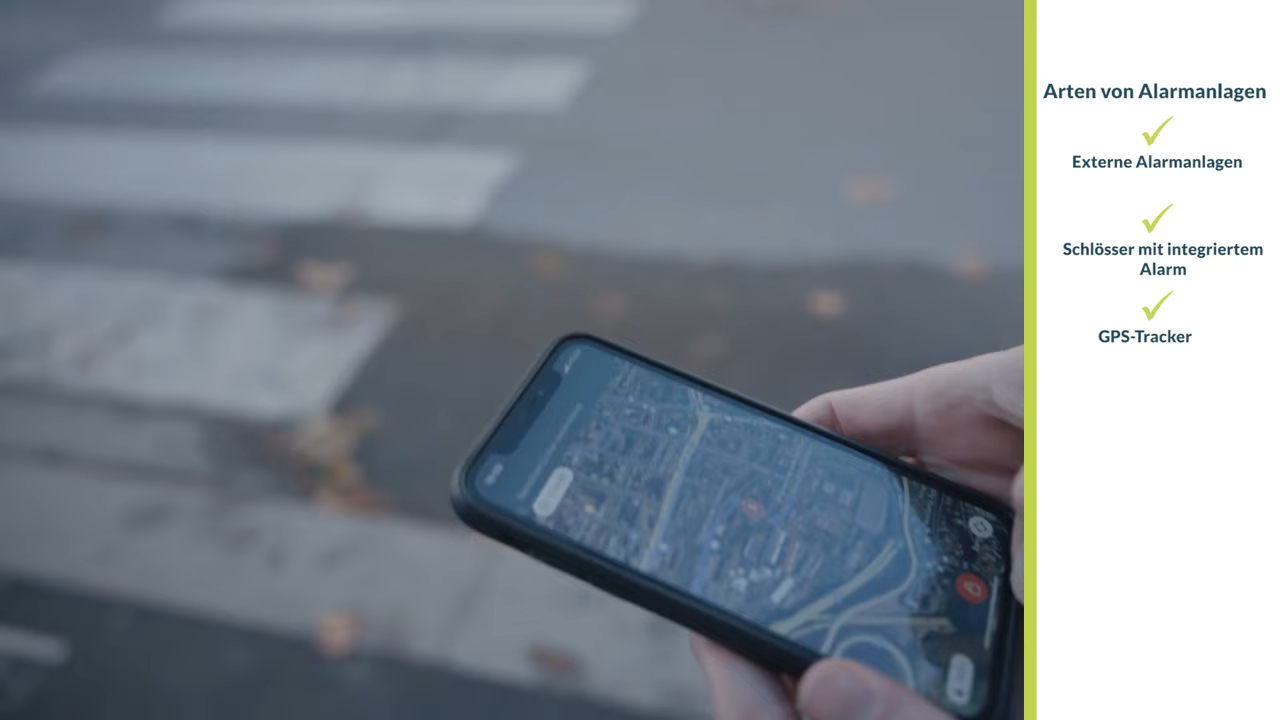 Arten von Alarmanlagen
Externe Alarmanlagen
Schlösser mit integriertem
Alarm
GPS-Tracker